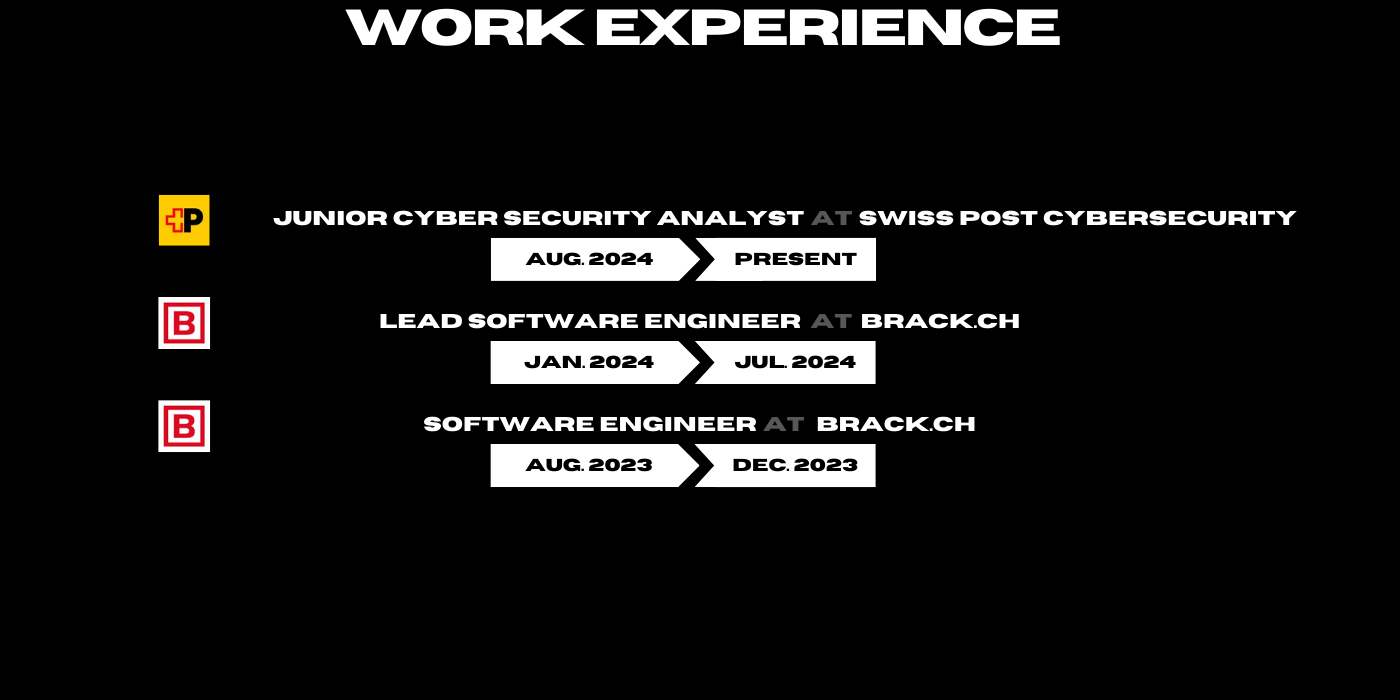 WORK EXPERIENCE
P
JUNIOR CYBER SECURITY ANALYST AT SWISS POST CYBERSECURITY
AUG. 2024 PRESENT
B
LEAD SOFTWARE ENGINEER AT BRACK.CH
JAN. 2024 JUL. 2024
B
SOFTWARE ENGINEER AT BRACK.CH
AUG. 2023 DEC. 2023